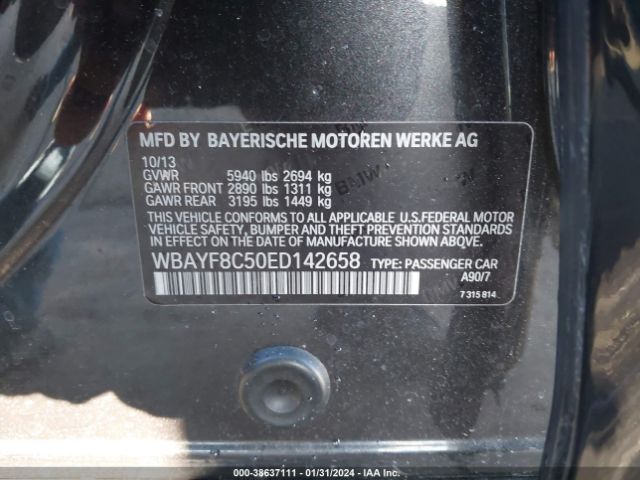 MFD BY BAYERISCHE MOTOREN WERKE AG
10/13
GVWR 5940 lbs 2694 kg
GAWR FRONT 2890 lbs 1311 kg
GAWR REAR 3195 lbs 1449 kg
THIS VEHICLE CONFORMS TO ALL APPLICABLE U.S.FEDERAL MOTOR
VEHICLE SAFETY, BUMPER AND THEFT PREVENTION STANDARDS
IN EFFECT ON THE DATE OF MANUFACTURE SHOWN ABOVE.
WBAYF8C50ED142658 TYPE: PASSENGER CAR
A90/7
7 315 814
000-38637111 - 01/31/2024 - IAA Inc.